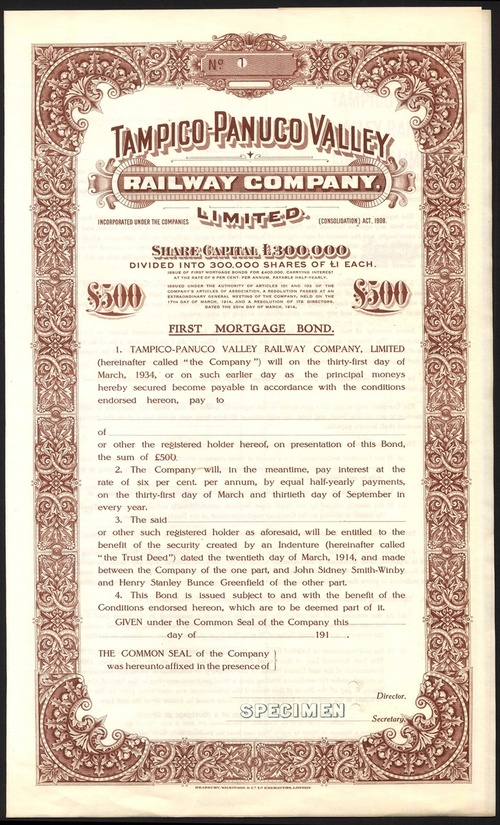 No 1
TAMPICO-PANUCO VALLEY
RAILWAY COMPANY.
LIMITED.
INCORPORATED UNDER THE COMPANIES (CONSOLIDATION) ACT, 1908.
SHARE CAPITAL £300,000
DIVIDED INTO 300,000 SHARES OF £1 EACH.
ISSUE OF FIRST MORTGAGE BONDS FOR £400,000, CARRYING INTEREST
AT THE RATE OF 6 PER CENT. PER ANNUM, PAYABLE HALF-YEARLY.
£500 £500
ISSUED UNDER THE AUTHORITY OF ARTICLES 101 AND 102 OF THE
COMPANY'S ARTICLES OF ASSOCIATION, A RESOLUTION PASSED AT AN
EXTRAORDINARY GENERAL MEETING OF THE COMPANY, HELD ON THE
17TH DAY OF MARCH, 1914, AND A RESOLUTION OF ITS DIRECTORS,
DATED THE 20TH DAY OF MARCH, 1914.
FIRST MORTGAGE BOND.
1. TAMPICO-PANUCO VALLEY RAILWAY COMPANY, LIMITED
(hereinafter called "the Company") will on the thirty-first day of
March, 1934, or on such earlier day as the principal moneys
hereby secured become payable in accordance with the conditions
endorsed hereon, pay to
of
or other the registered holder hereof, on presentation of this Bond,
the sum of £500.
2. The Company will, in the meantime, pay interest at the
rate of six per cent. per annum, by equal half-yearly payments,
on the thirty-first day of March and thirtieth day of September in
every year.
3. The said
or other such registered holder as aforesaid, will be entitled to the
benefit of the security created by an Indenture (hereinafter called
"the Trust Deed") dated the twentieth day of March, 1914, and made
between the Company of the one part, and John Sidney Smith-Winby
and Henry Stanley Bunce Greenfield of the other part.
4. This Bond is issued subject to and with the benefit of the
Conditions endorsed hereon, which are to be deemed part of it.
GIVEN under the Common Seal of the Company this
day of 191 .
THE COMMON SEAL of the Company
was hereunto affixed in the presence of
Director.
SPECIMEN
Secretary.
BRADBURY, WILKINSON & Co Ld ENGRAVERS, LONDON